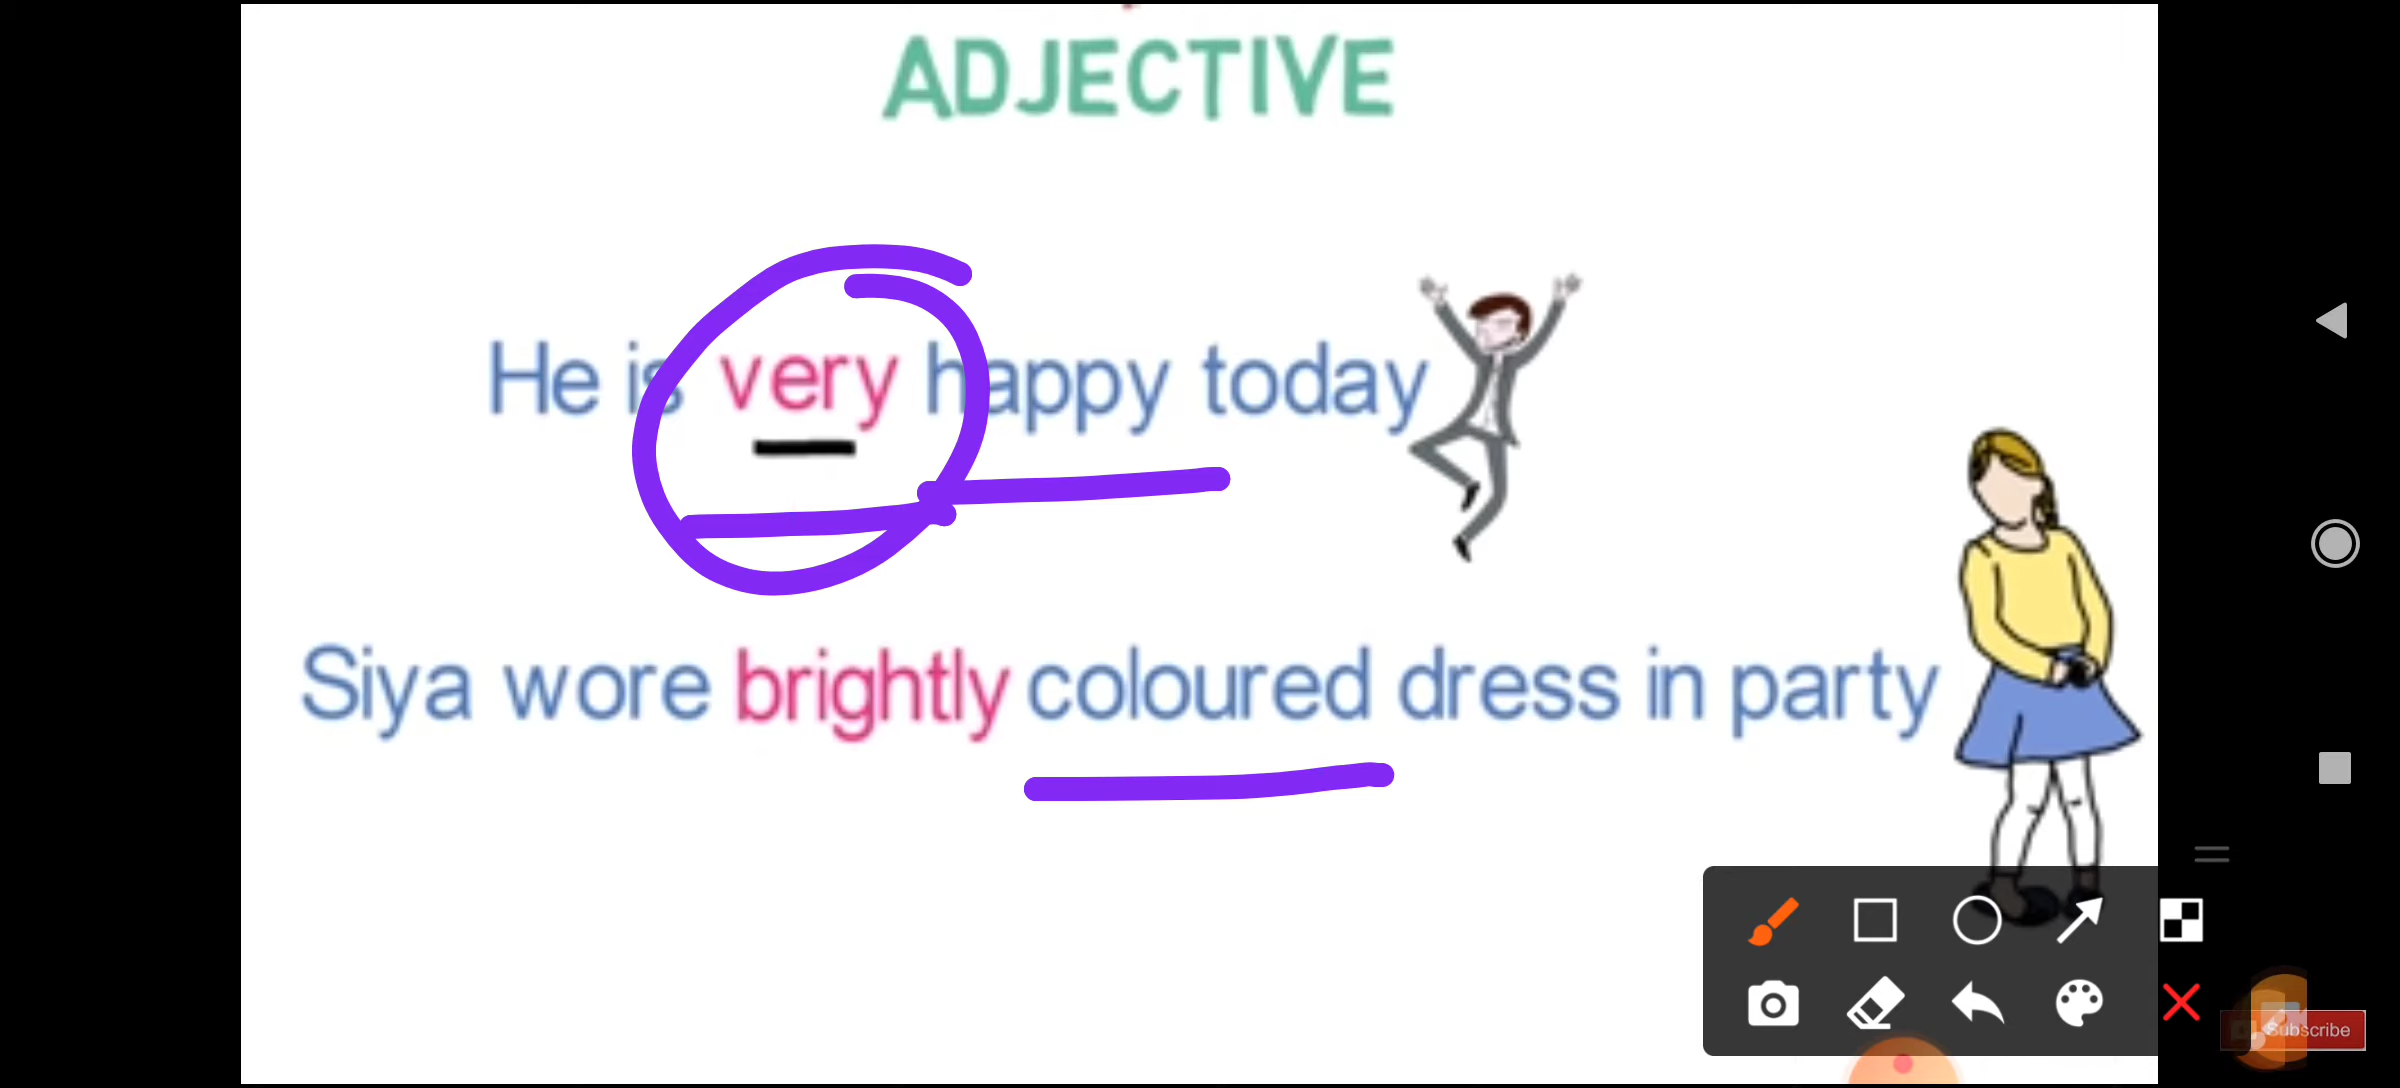 ADJECTIVE
He is very happy today
Siya wore brightly coloured dress in party
Subscribe